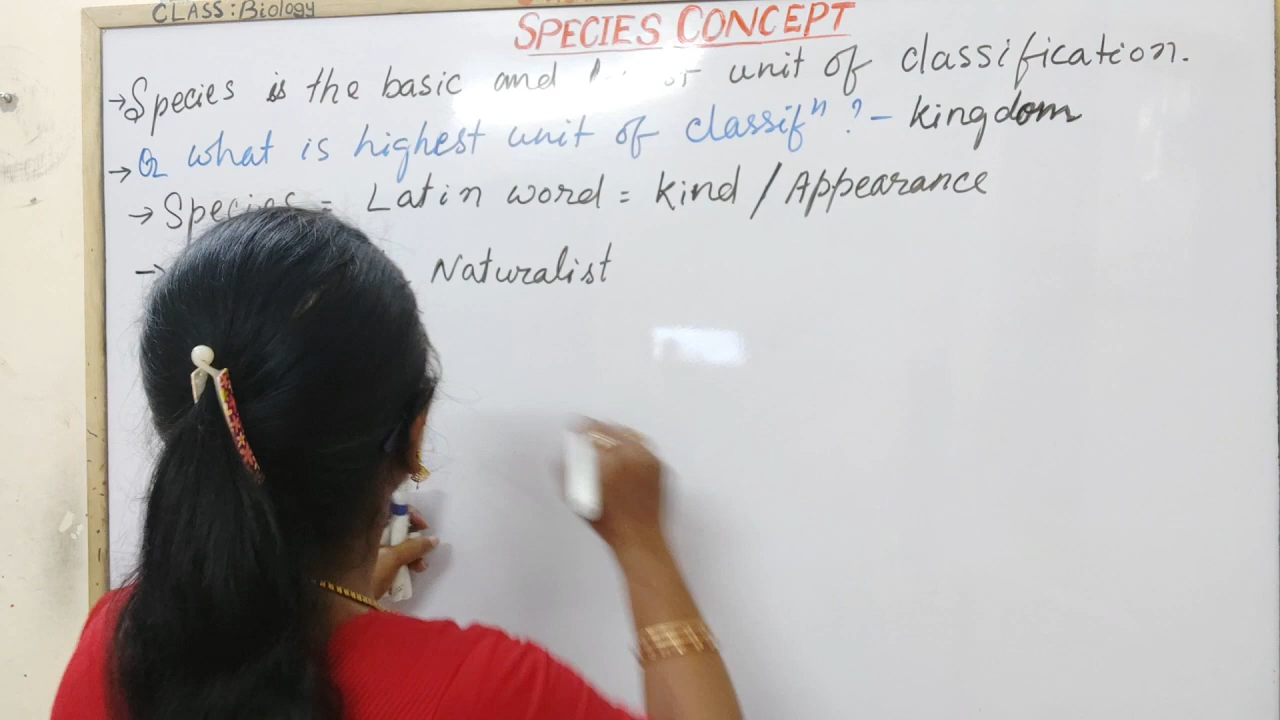 CLASS: Biology
SPECIES CONCEPT
→ Species is the basic and unit of classification.
→ Q what is highest unit of classifⁿ ? – kingdom
→ Species = Latin word = kind / Appearance
→ Naturalist